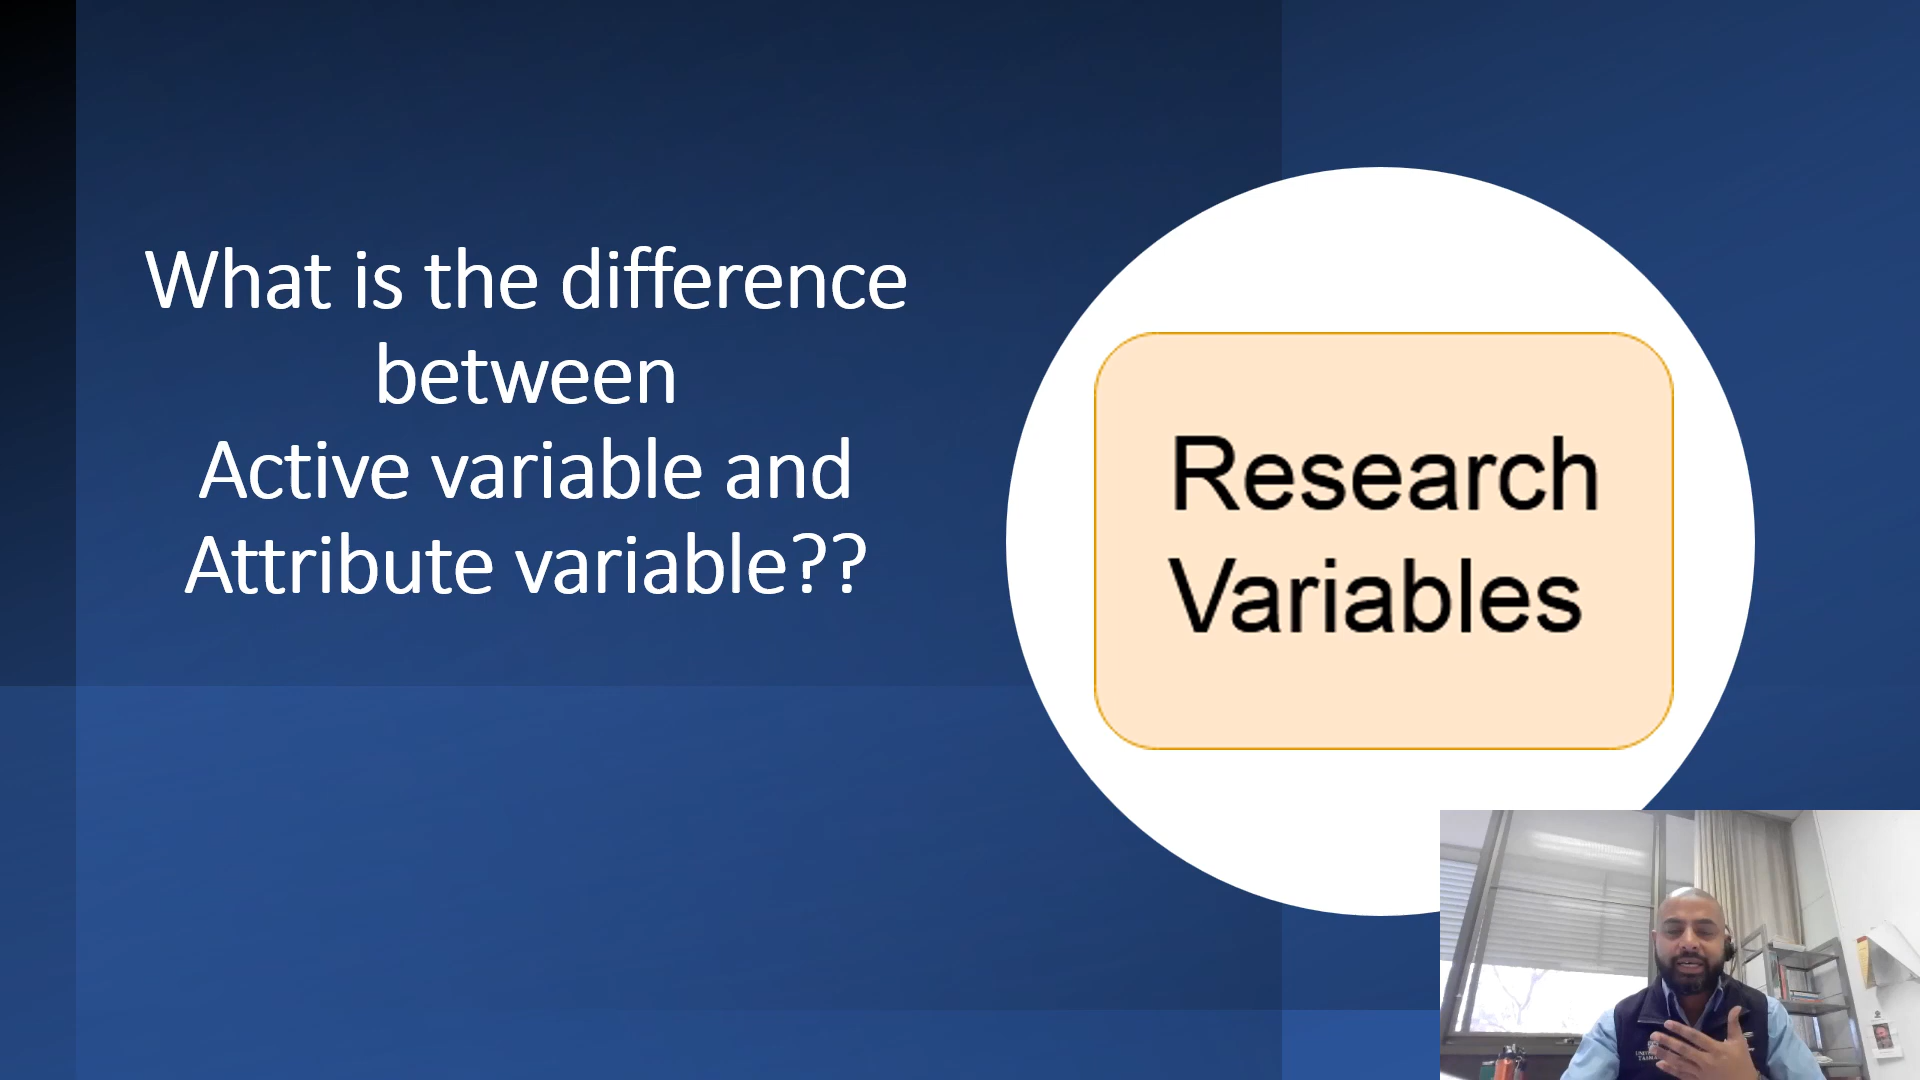 What is the difference
between
Active variable and
Attribute variable??
Research
Variables